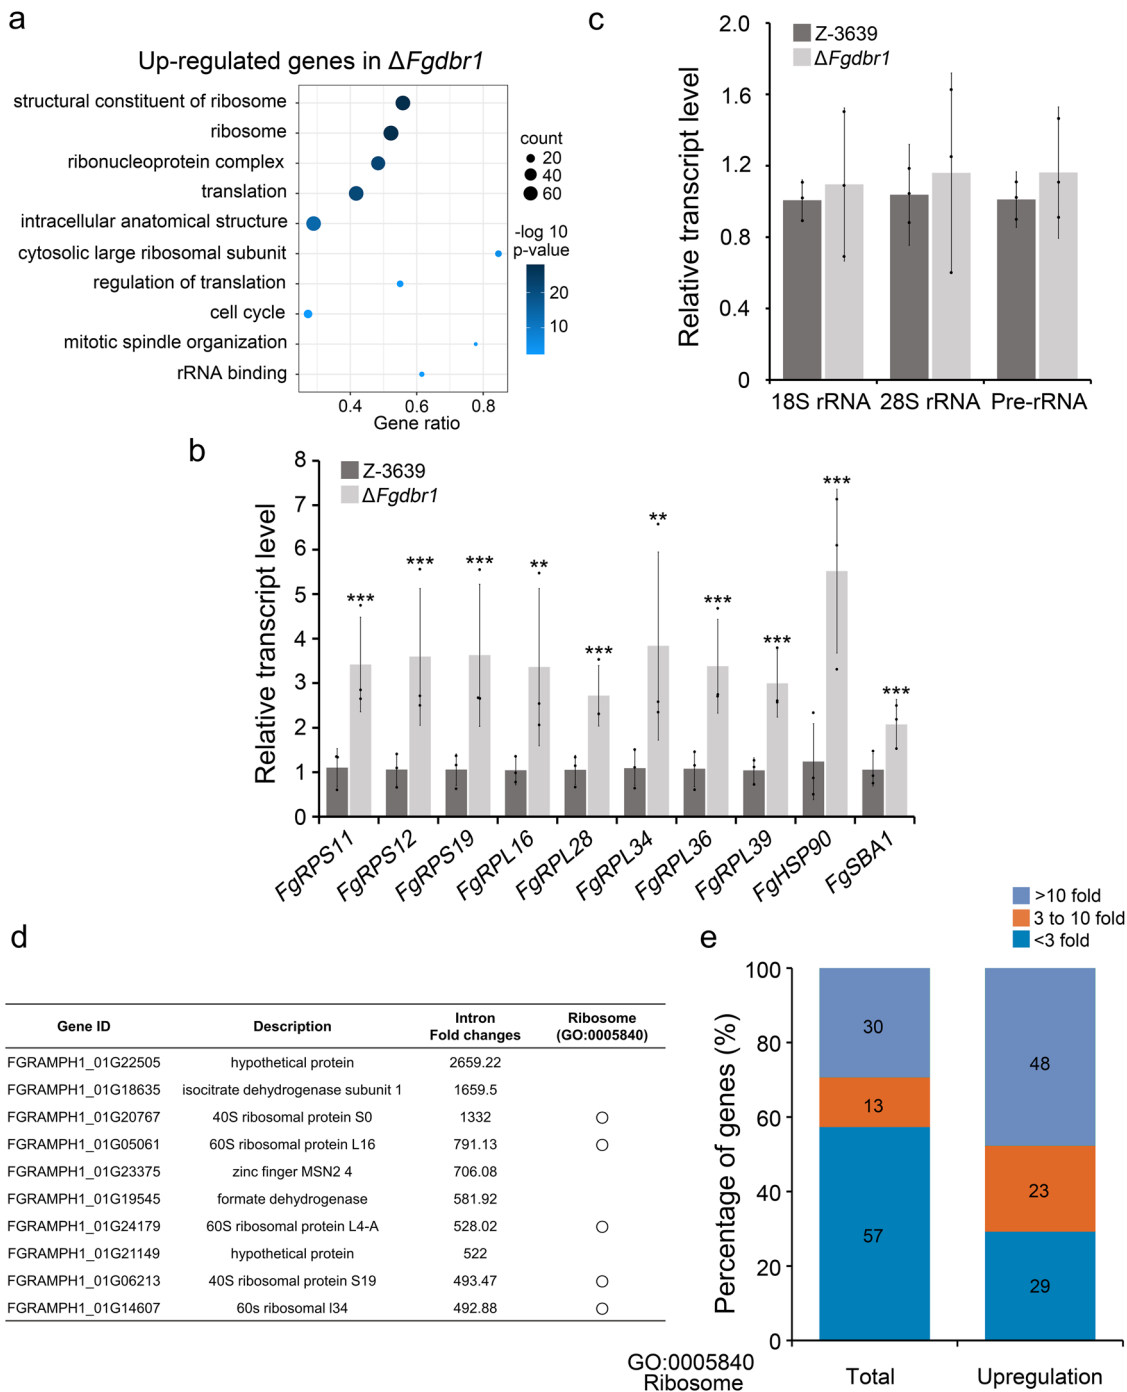 a
Up-regulated genes in ΔFgdbr1
structural constituent of ribosome
ribosome
ribonucleoprotein complex
translation
intracellular anatomical structure
cytosolic large ribosomal subunit
regulation of translation
cell cycle
mitotic spindle organization
rRNA binding
0.4 0.6 0.8
Gene ratio
count
20
40
60
-log 10
p-value
20
10
c
Z-3639
ΔFgdbr1
Relative transcript level
2.0
1.6
1.2
0.8
0.4
0
18S rRNA 28S rRNA Pre-rRNA
b
Z-3639
ΔFgdbr1
Relative transcript level
8
7
6
5
4
3
2
1
0
*** *** *** ** *** ** *** *** *** ***
FgRPS11 FgRPS12 FgRPS19 FgRPL16 FgRPL28 FgRPL34 FgRPL36 FgRPL39 FgHSP90 FgSBA1
d
Gene ID Description Intron Fold changes Ribosome (GO:0005840)
FGRAMPH1_01G22505 hypothetical protein 2659.22
FGRAMPH1_01G18635 isocitrate dehydrogenase subunit 1 1659.5
FGRAMPH1_01G20767 40S ribosomal protein S0 1332 ○
FGRAMPH1_01G05061 60S ribosomal protein L16 791.13 ○
FGRAMPH1_01G23375 zinc finger MSN2 4 706.08
FGRAMPH1_01G19545 formate dehydrogenase 581.92
FGRAMPH1_01G24179 60S ribosomal protein L4-A 528.02 ○
FGRAMPH1_01G21149 hypothetical protein 522
FGRAMPH1_01G06213 40S ribosomal protein S19 493.47 ○
FGRAMPH1_01G14607 60s ribosomal l34 492.88 ○
e
>10 fold
3 to 10 fold
<3 fold
Percentage of genes (%)
100
80
60
40
20
0
30
13
57
48
23
29
GO:0005840
Ribosome
Total Upregulation